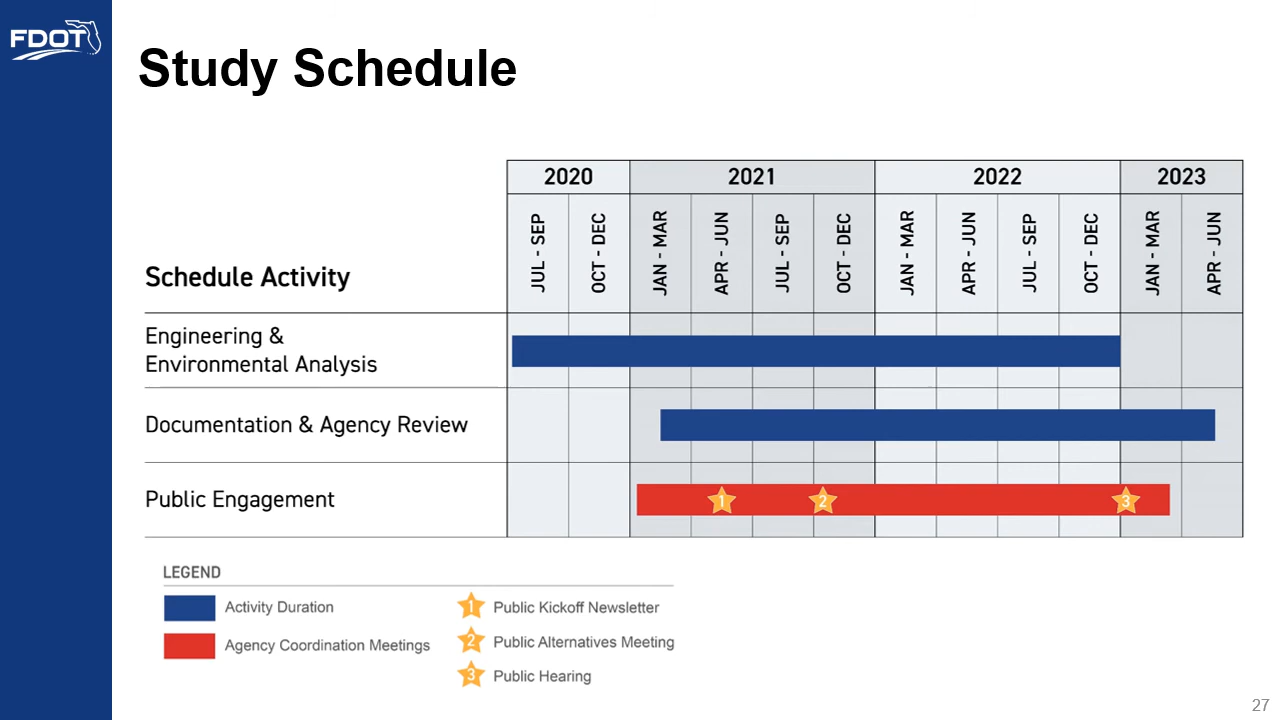 FDOT
Study Schedule
2020 2021 2022 2023
Schedule Activity
JUL - SEP
OCT - DEC
JAN - MAR
APR - JUN
JUL - SEP
OCT - DEC
JAN - MAR
APR - JUN
JUL - SEP
OCT - DEC
JAN - MAR
APR - JUN
Engineering &
Environmental Analysis
Documentation & Agency Review
Public Engagement
1 2 3
LEGEND
Activity Duration
Agency Coordination Meetings
1 Public Kickoff Newsletter
2 Public Alternatives Meeting
3 Public Hearing
27